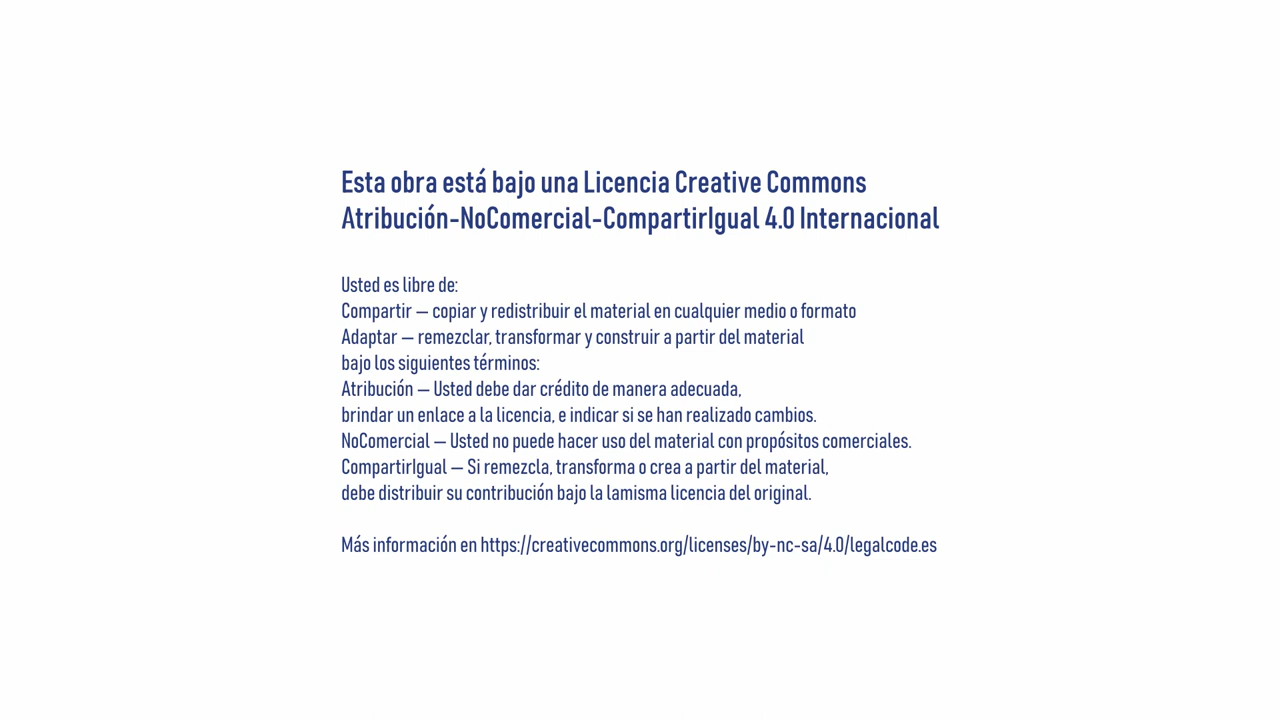 Esta obra está bajo una Licencia Creative Commons
Atribución-NoComercial-CompartirIgual 4.0 Internacional
Usted es libre de:
Compartir — copiar y redistribuir el material en cualquier medio o formato
Adaptar — remezclar, transformar y construir a partir del material
bajo los siguientes términos:
Atribución — Usted debe dar crédito de manera adecuada,
brindar un enlace a la licencia, e indicar si se han realizado cambios.
NoComercial — Usted no puede hacer uso del material con propósitos comerciales.
CompartirIgual — Si remezcla, transforma o crea a partir del material,
debe distribuir su contribución bajo la lamisma licencia del original.
Más información en https://creativecommons.org/licenses/by-nc-sa/4.0/legalcode.es